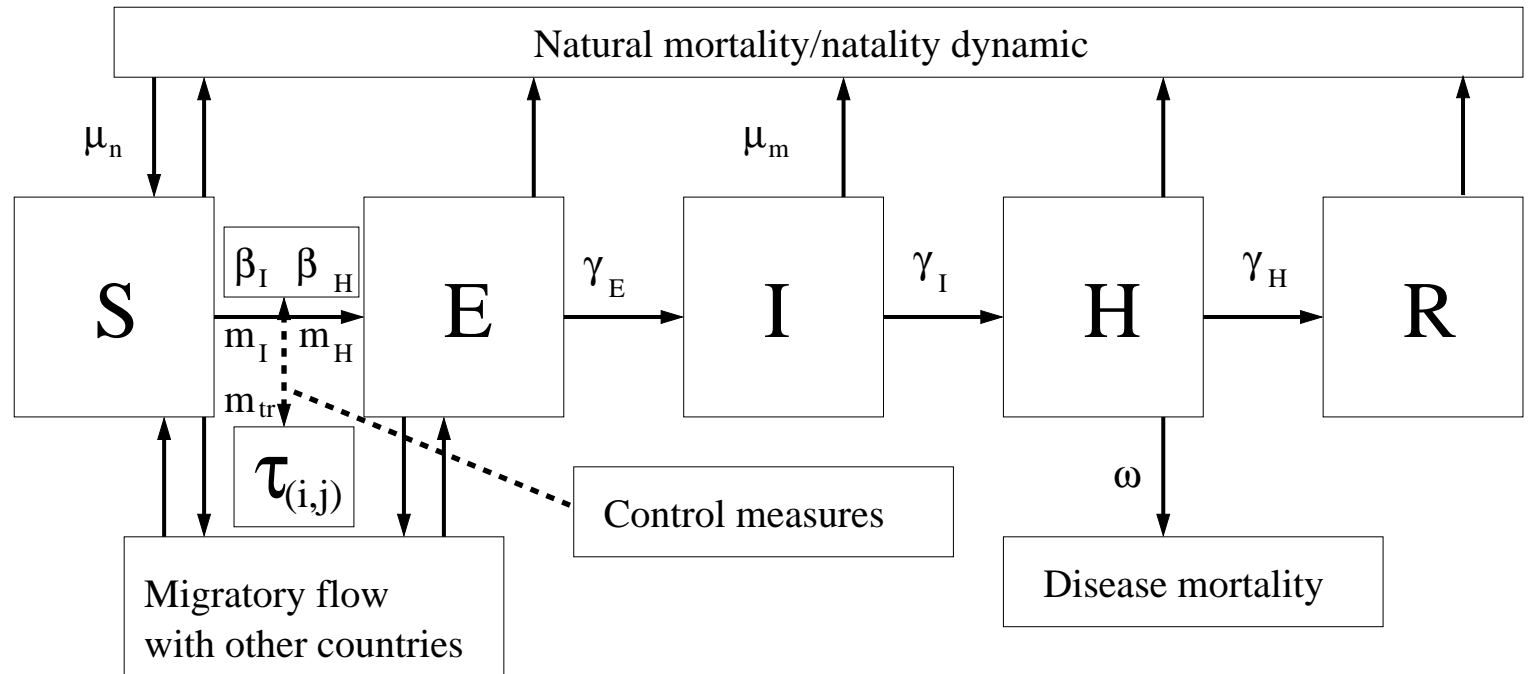 Natural mortality/natality dynamic
μn
μm
βI βH
γE
γI
γH
S
E
I
H
R
mI mH
mtr
τ(i,j)
ω
Control measures
Migratory flow
with other countries
Disease mortality